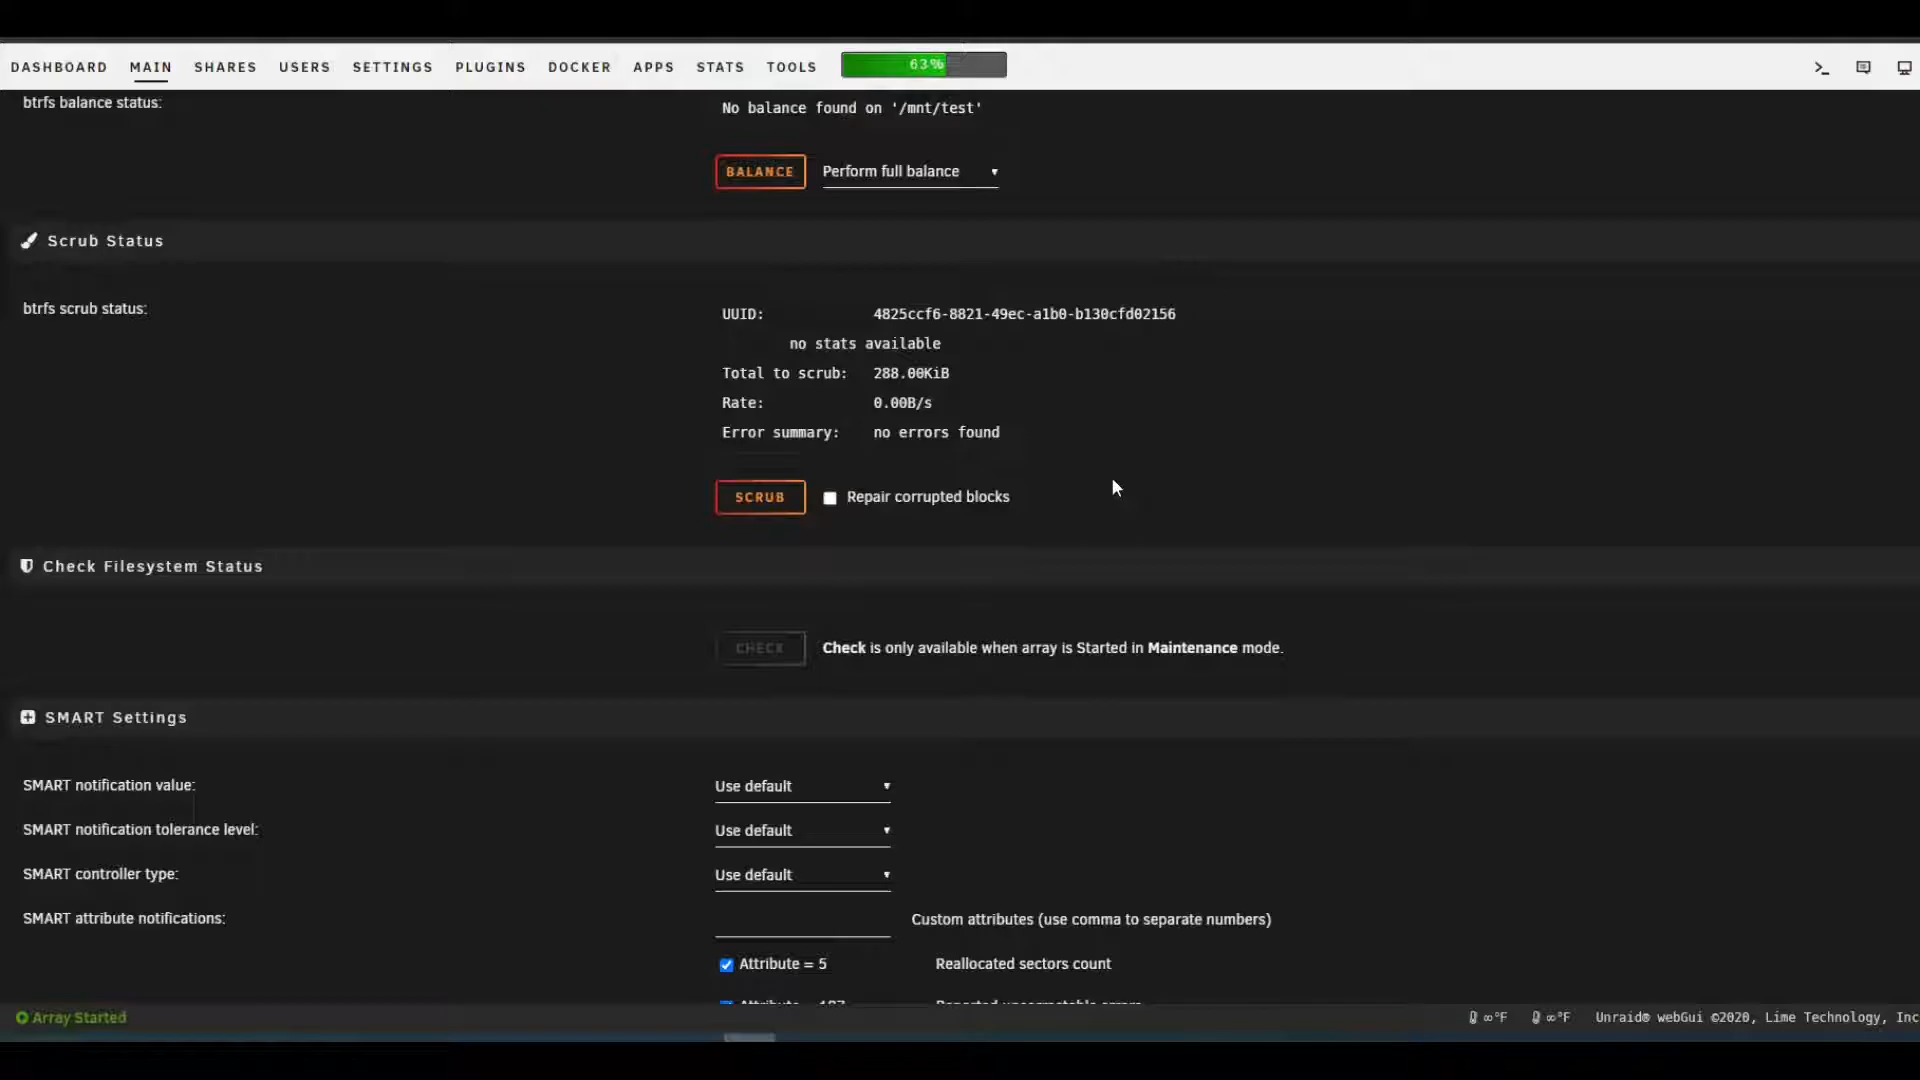 DASHBOARD MAIN SHARES USERS SETTINGS PLUGINS DOCKER APPS STATS TOOLS 63%
btrfs balance status:
No balance found on '/mnt/test'
BALANCE Perform full balance
Scrub Status
btrfs scrub status:
UUID: 4825ccf6-8821-49ec-a1b0-b130cfd02156
no stats available
Total to scrub: 288.00KiB
Rate: 0.00B/s
Error summary: no errors found
SCRUB Repair corrupted blocks
Check Filesystem Status
CHECK Check is only available when array is Started in Maintenance mode.
SMART Settings
SMART notification value: Use default
SMART notification tolerance level: Use default
SMART controller type: Use default
SMART attribute notifications: Custom attributes (use comma to separate numbers)
Attribute = 5 Reallocated sectors count
Attribute = 187 Reported uncorrectable errors
Array Started ∞°F ∞°F Unraid® webGui ©2020, Lime Technology, Inc